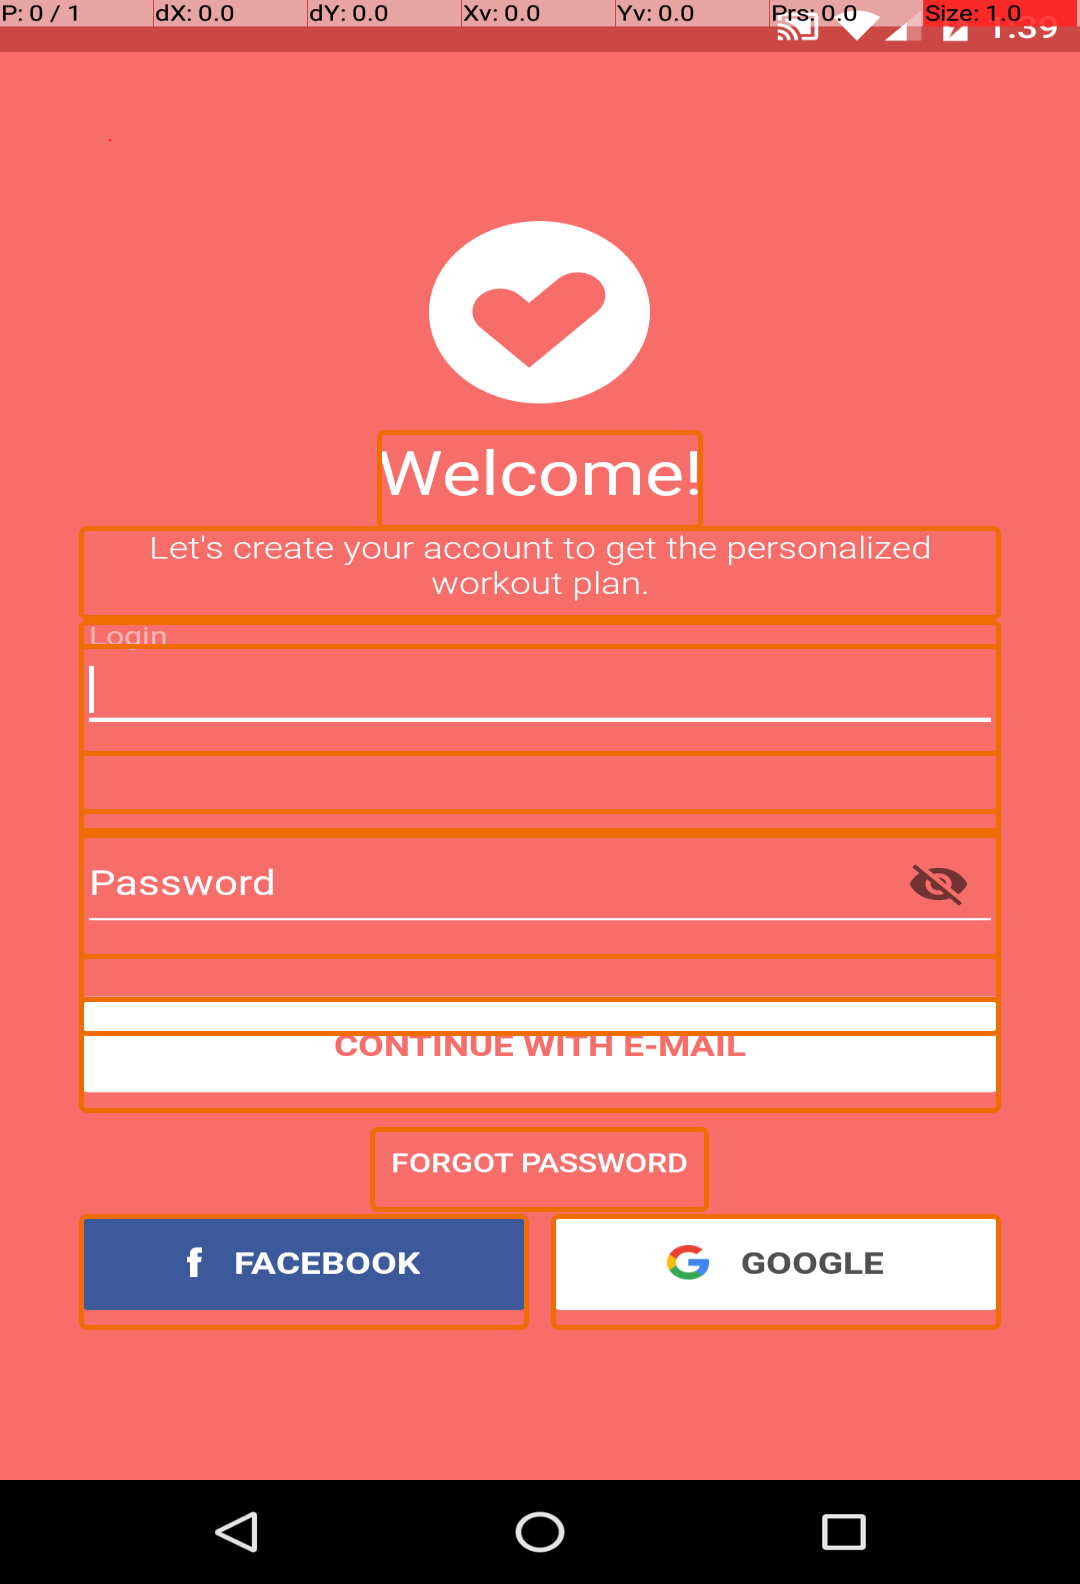 P: 0 / 1 dX: 0.0 dY: 0.0 Xv: 0.0 Yv: 0.0 Prs: 0.0 Size: 1.0
1:39
Welcome!
Let's create your account to get the personalized
workout plan.
Login
Password
CONTINUE WITH E-MAIL
FORGOT PASSWORD
f FACEBOOK
G GOOGLE